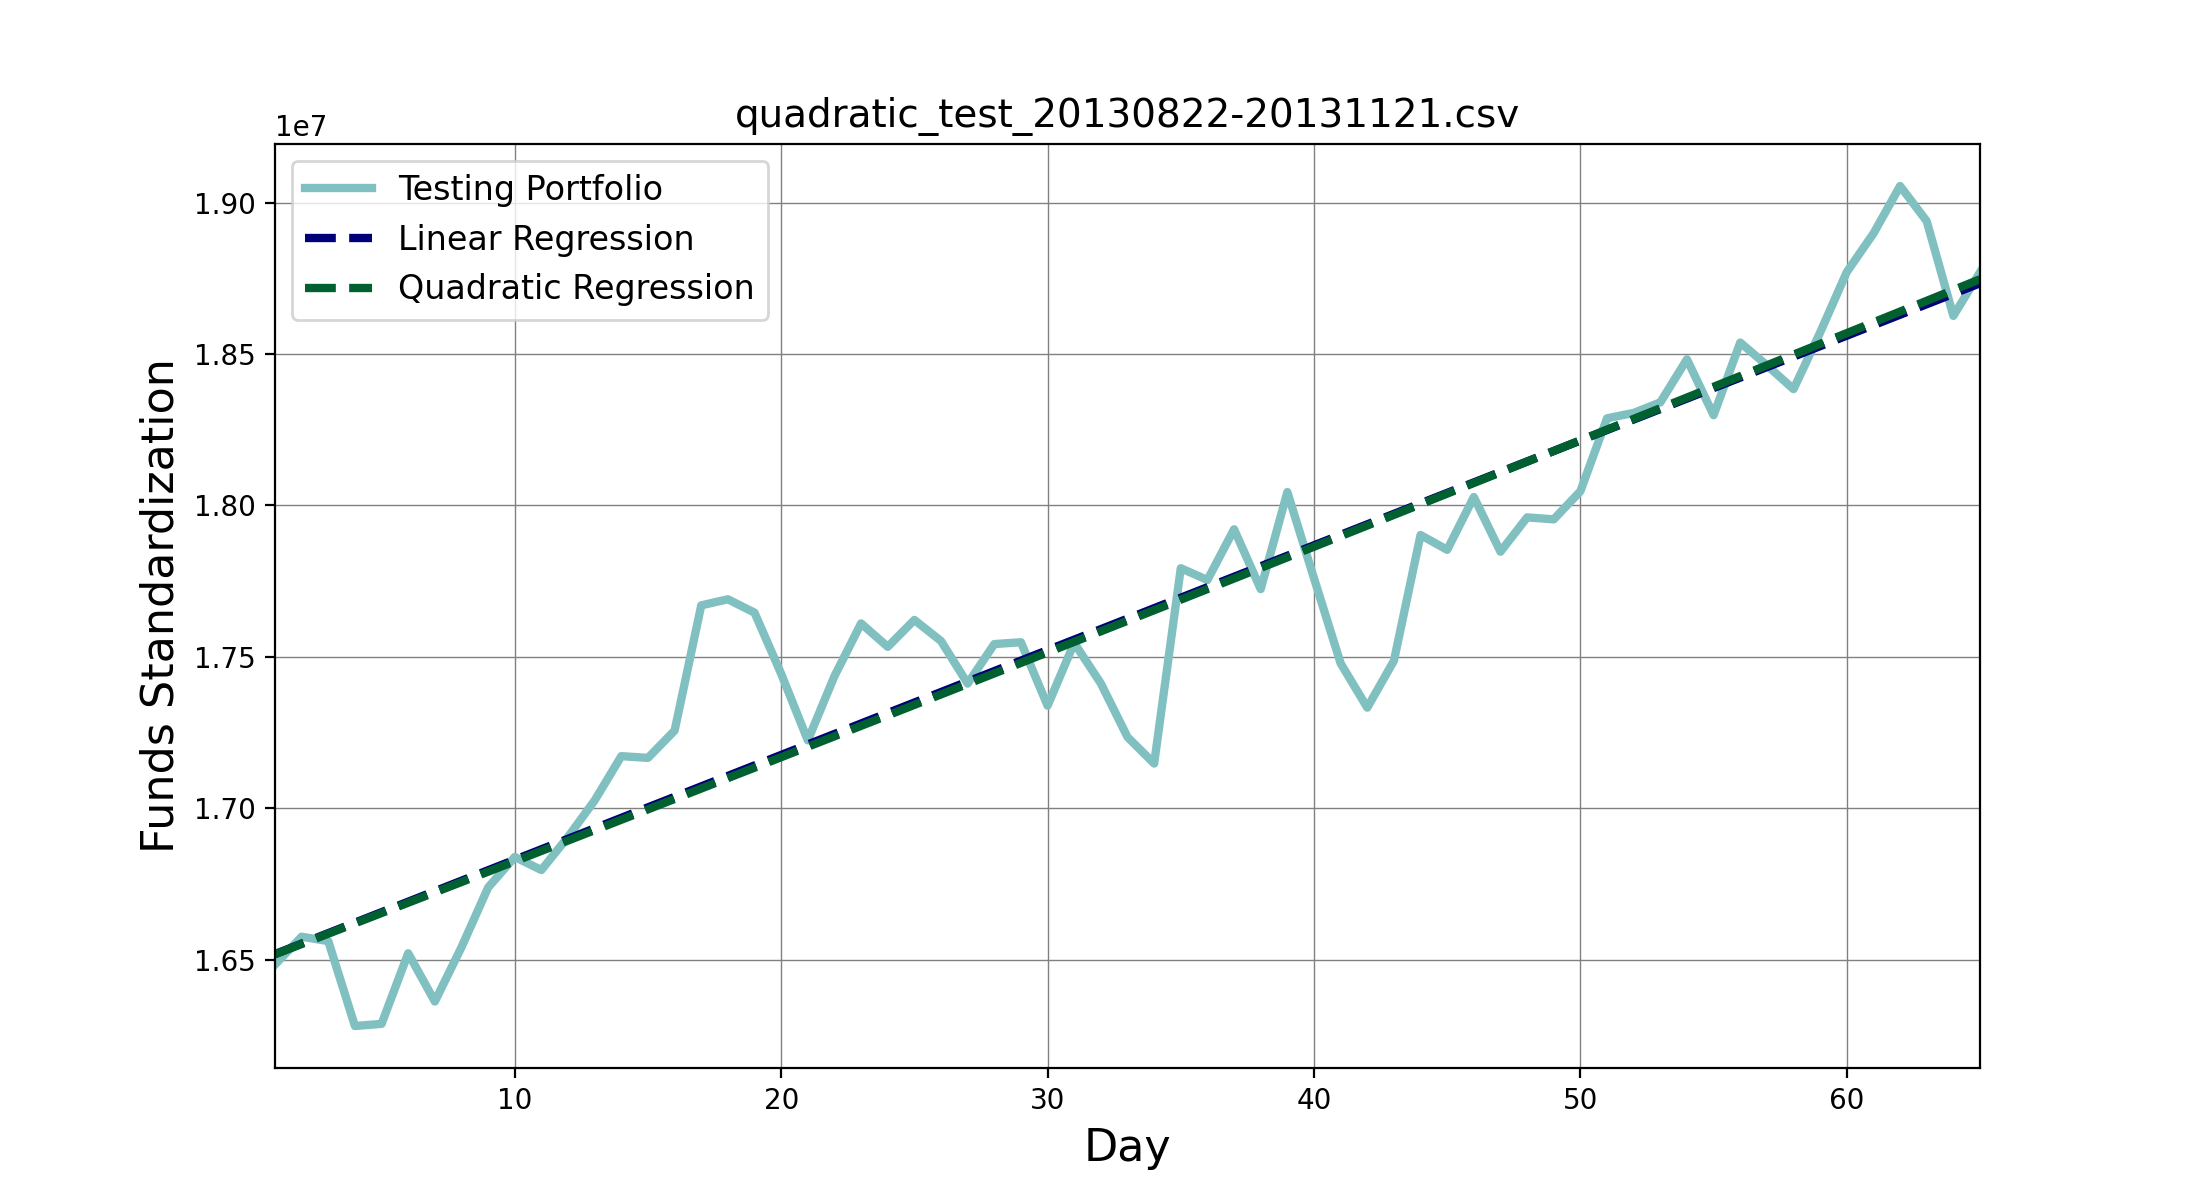 quadratic_test_20130822-20131121.csv
1e7
Testing Portfolio
Linear Regression
Quadratic Regression
1.90
1.85
1.80
1.75
1.70
1.65
Funds Standardization
10 20 30 40 50 60
Day